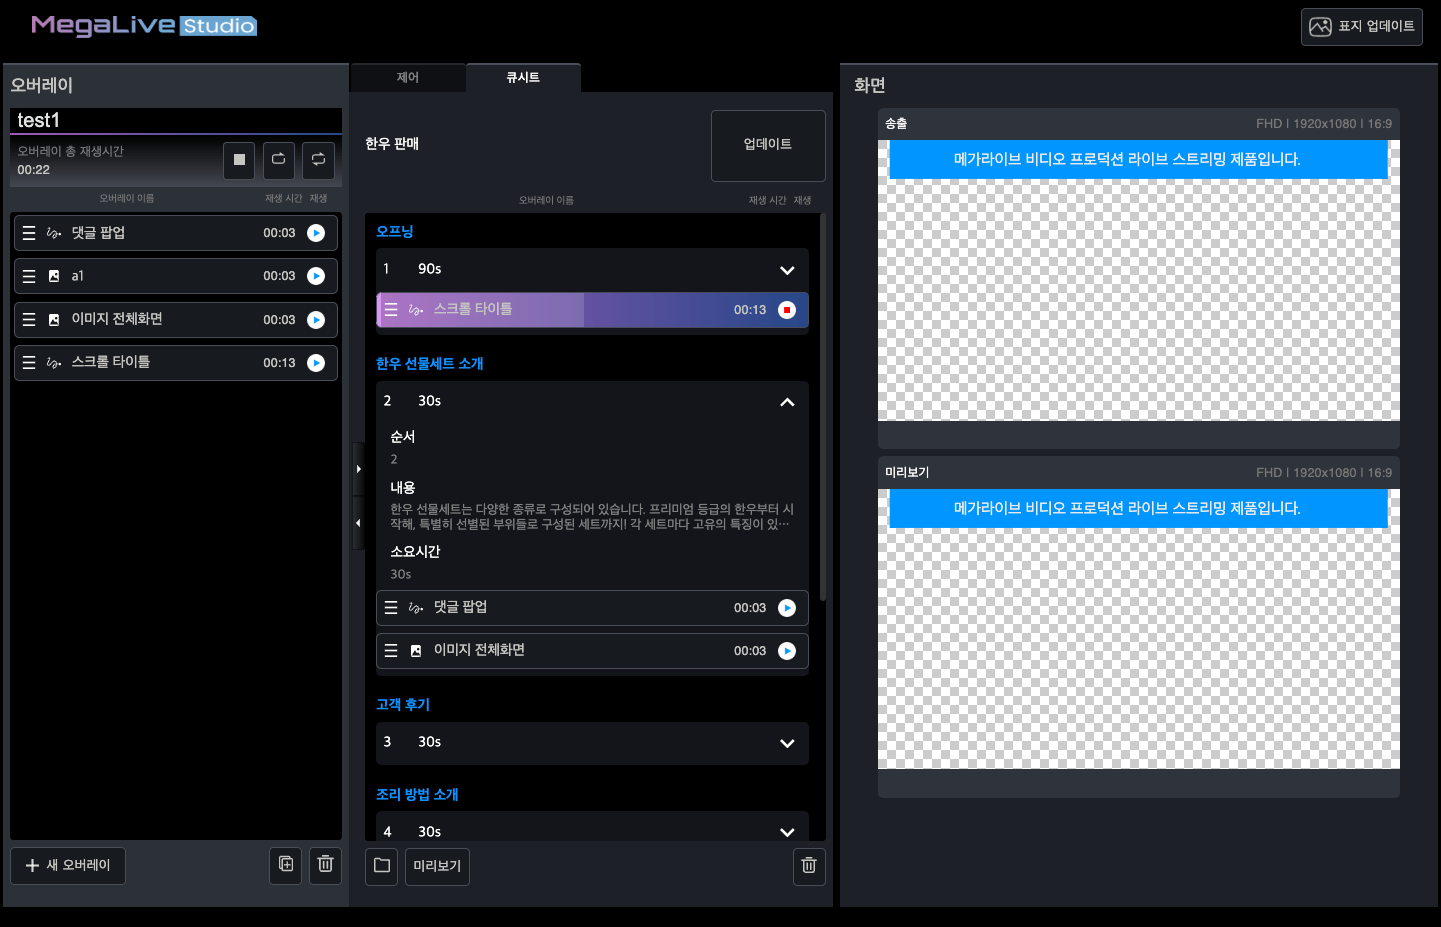 MegaLive Studio
표지 업데이트
오버레이
test1
오버레이 총 재생시간
00:22
오버레이 이름 재생 시간 재생
댓글 팝업 00:03
a1 00:03
이미지 전체화면 00:03
스크롤 타이틀 00:13
새 오버레이
제어 큐시트
한우 판매
업데이트
오버레이 이름 재생 시간 재생
오프닝
1 90s
스크롤 타이틀 00:13
한우 선물세트 소개
2 30s
순서
2
내용
한우 선물세트는 다양한 종류로 구성되어 있습니다. 프리미엄 등급의 한우부터 시
작해, 특별히 선별된 부위들로 구성된 세트까지! 각 세트마다 고유의 특징이 있…
소요시간
30s
댓글 팝업 00:03
이미지 전체화면 00:03
고객 후기
3 30s
조리 방법 소개
4 30s
미리보기
화면
송출 FHD | 1920x1080 | 16:9
메가라이브 비디오 프로덕션 라이브 스트리밍 제품입니다.
미리보기 FHD | 1920x1080 | 16:9
메가라이브 비디오 프로덕션 라이브 스트리밍 제품입니다.